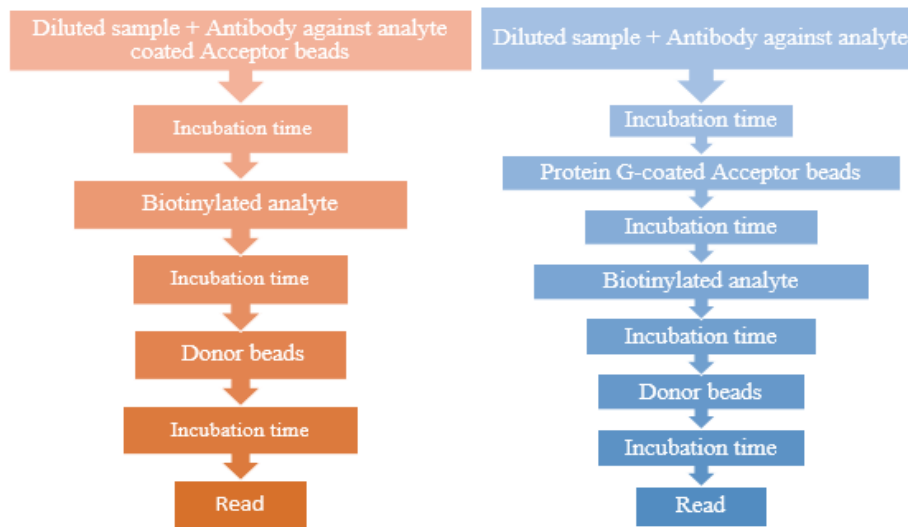 Diluted sample + Antibody against analyte
coated Acceptor beads
Incubation time
Biotinylated analyte
Incubation time
Donor beads
Incubation time
Read
Diluted sample + Antibody against analyte
Incubation time
Protein G-coated Acceptor beads
Incubation time
Biotinylated analyte
Incubation time
Donor beads
Incubation time
Read